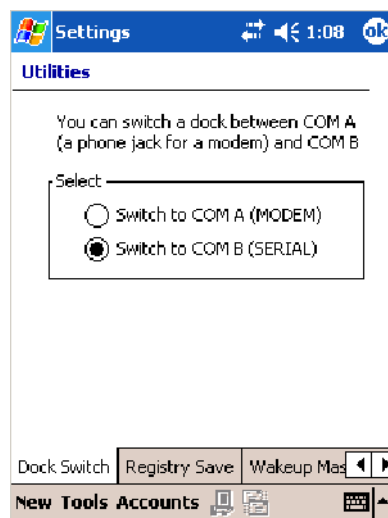 Settings 1:08 ok
Utilities
You can switch a dock between COM A
(a phone jack for a modem) and COM B
Select
Switch to COM A (MODEM)
Switch to COM B (SERIAL)
Dock Switch Registry Save Wakeup Mas
New Tools Accounts